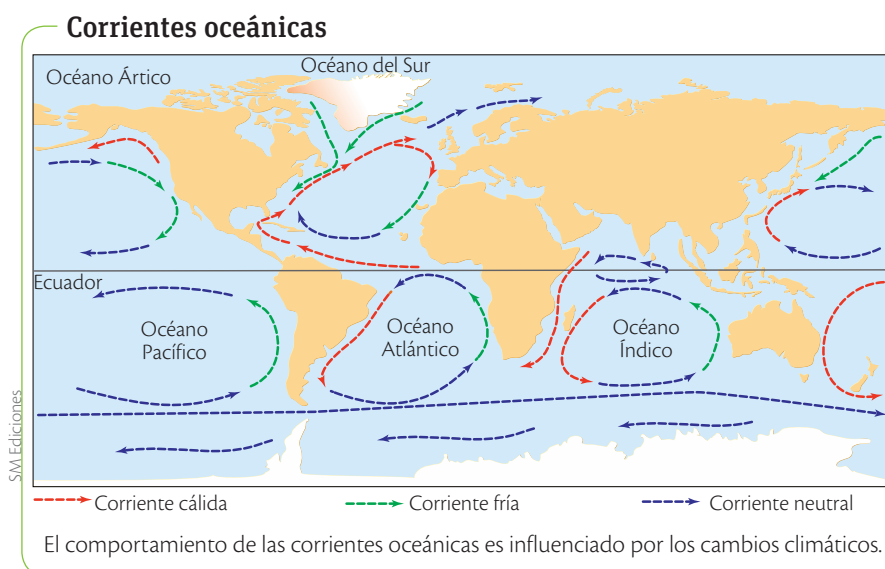 Corrientes oceánicas
Océano del Sur
Océano Ártico
Ecuador
Océano
Pacífico
Océano
Atlántico
Océano
Índico
SM Ediciones
Corriente cálida
Corriente fría
Corriente neutral
El comportamiento de las corrientes oceánicas es influenciado por los cambios climáticos.